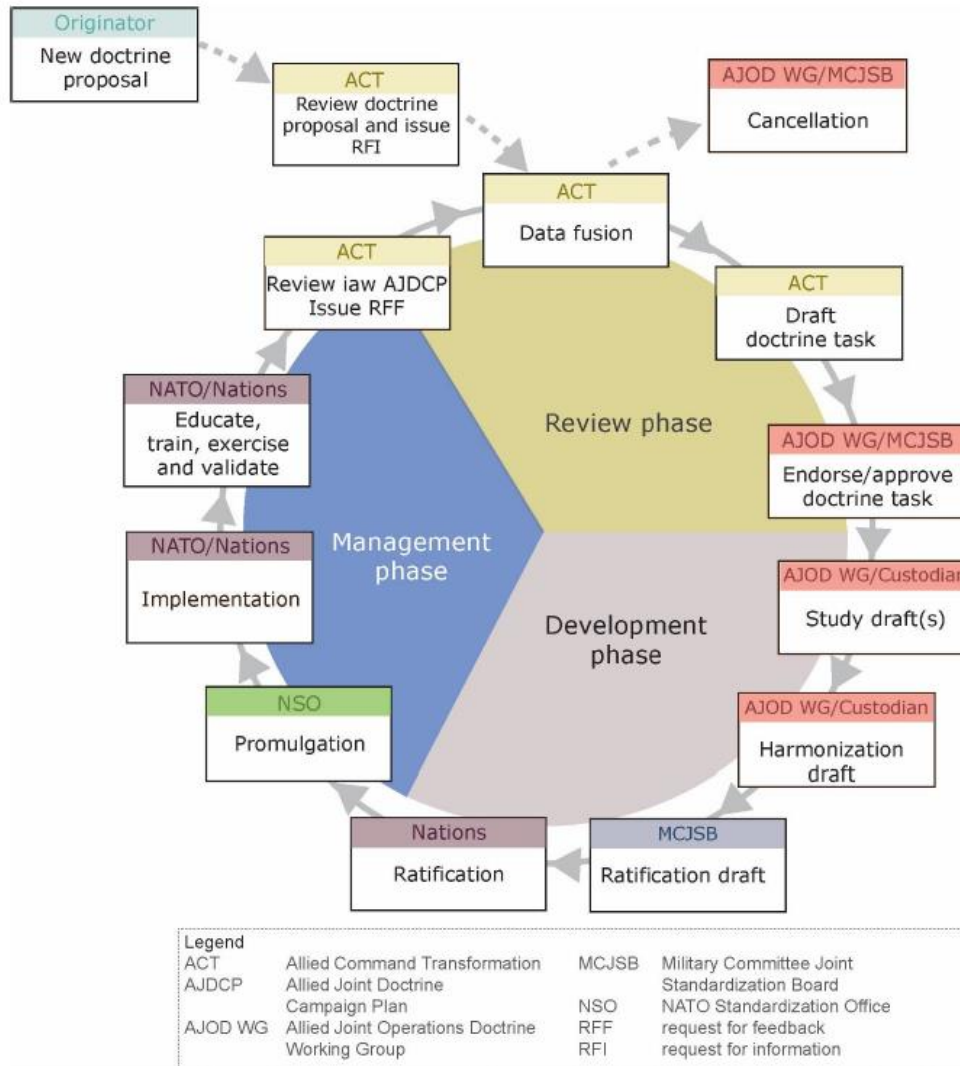 Originator
New doctrine
proposal
ACT
Review doctrine
proposal and issue
RFI
AJOD WG/MCJSB
Cancellation
ACT
Data fusion
ACT
Review iaw AJDCP
Issue RFF
ACT
Draft
doctrine task
NATO/Nations
Educate,
train, exercise
and validate
Review phase
AJOD WG/MCJSB
Endorse/approve
doctrine task
NATO/Nations
Implementation
Management
phase
AJOD WG/Custodian
Study draft(s)
Development
phase
NSO
Promulgation
AJOD WG/Custodian
Harmonization
draft
Nations
Ratification
MCJSB
Ratification draft
Legend
ACT Allied Command Transformation
AJDCP Allied Joint Doctrine
Campaign Plan
AJOD WG Allied Joint Operations Doctrine
Working Group
MCJSB Military Committee Joint
Standardization Board
NSO NATO Standardization Office
RFF request for feedback
RFI request for information